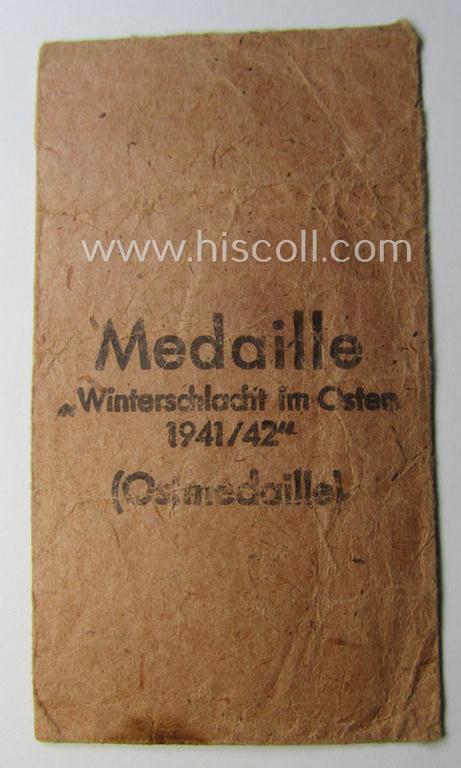 www.hiscoll.com
Medaille
„Winterschlacht im Osten
1941/42“
(Ostmedaille)